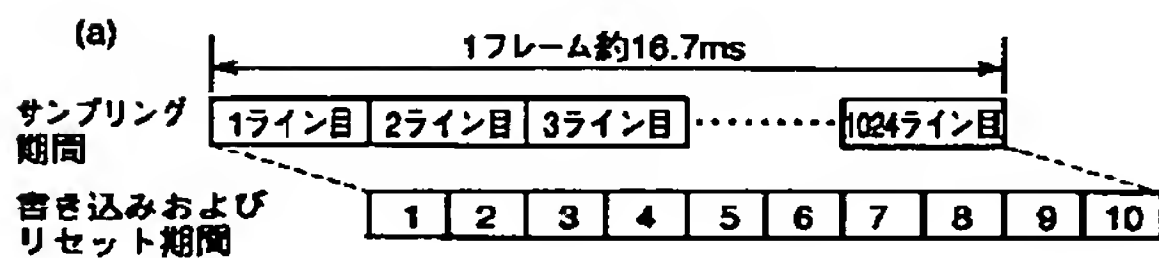 (a)
1フレーム約16.7ms
サンプリング
期間
1ライン目 2ライン目 3ライン目 ········· 1024ライン目
書き込みおよび
リセット期間
1 2 3 4 5 6 7 8 9 10